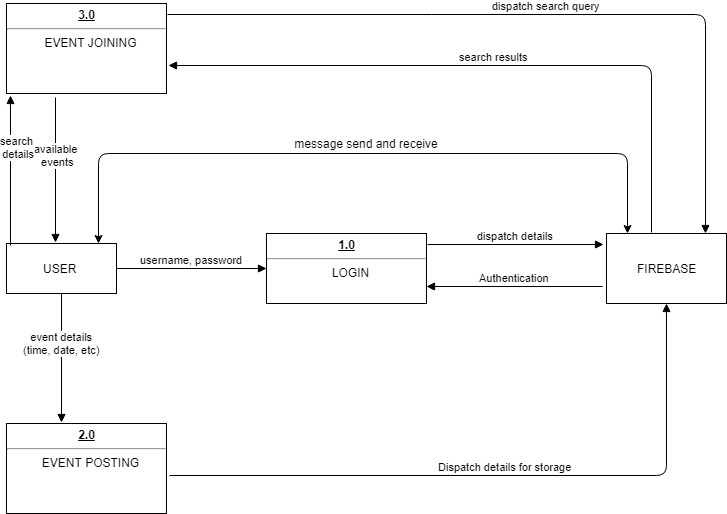 dispatch search query
3.0
EVENT JOINING
search results
search
details
available
events
message send and receive
USER
username, password
1.0
LOGIN
dispatch details
Authentication
FIREBASE
event details
(time, date, etc)
2.0
EVENT POSTING
Dispatch details for storage